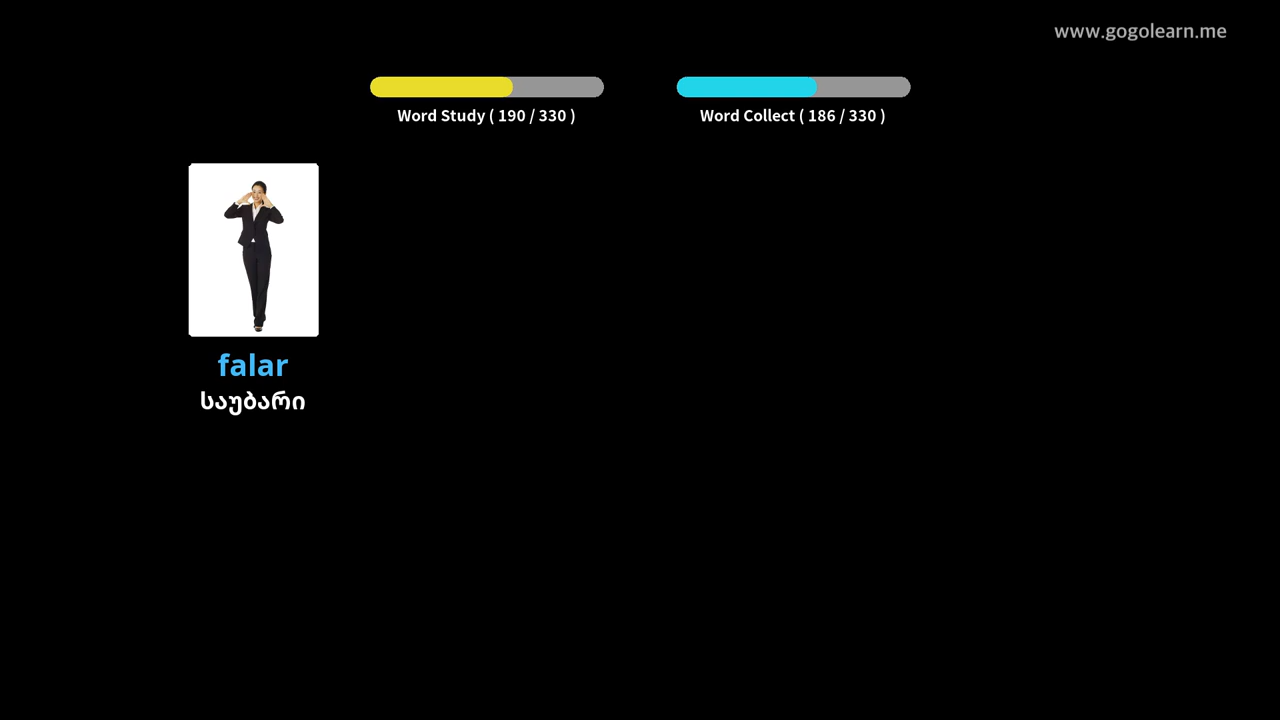 www.gogolearn.me
Word Study ( 190 / 330 )
Word Collect ( 186 / 330 )
falar
საუბარი